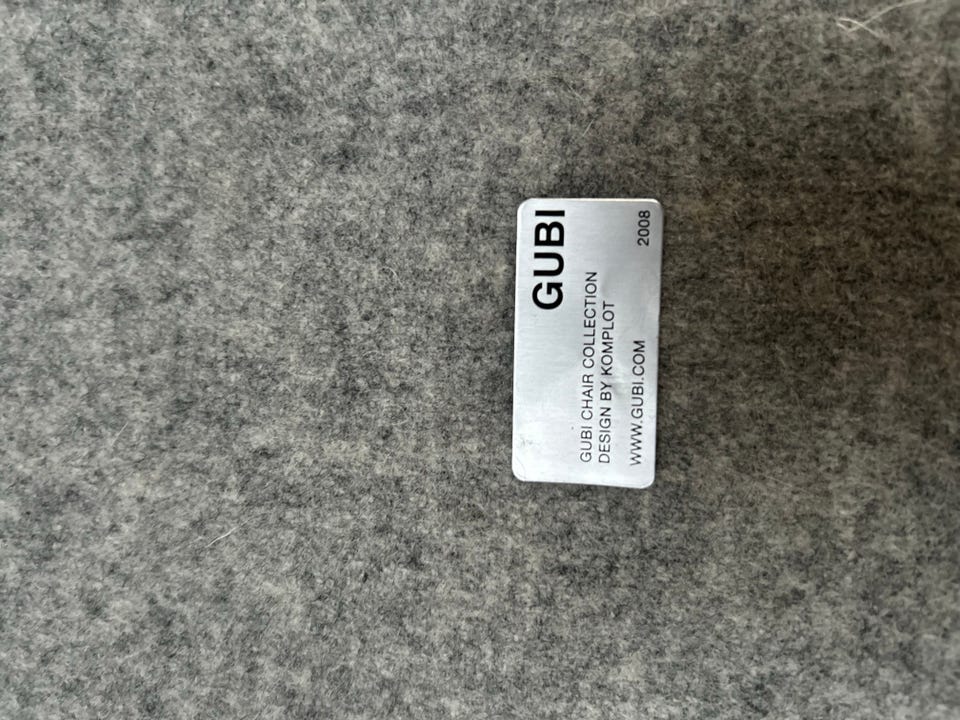 GUBI
GUBI CHAIR COLLECTION
DESIGN BY KOMPLOT
WWW.GUBI.COM 2008